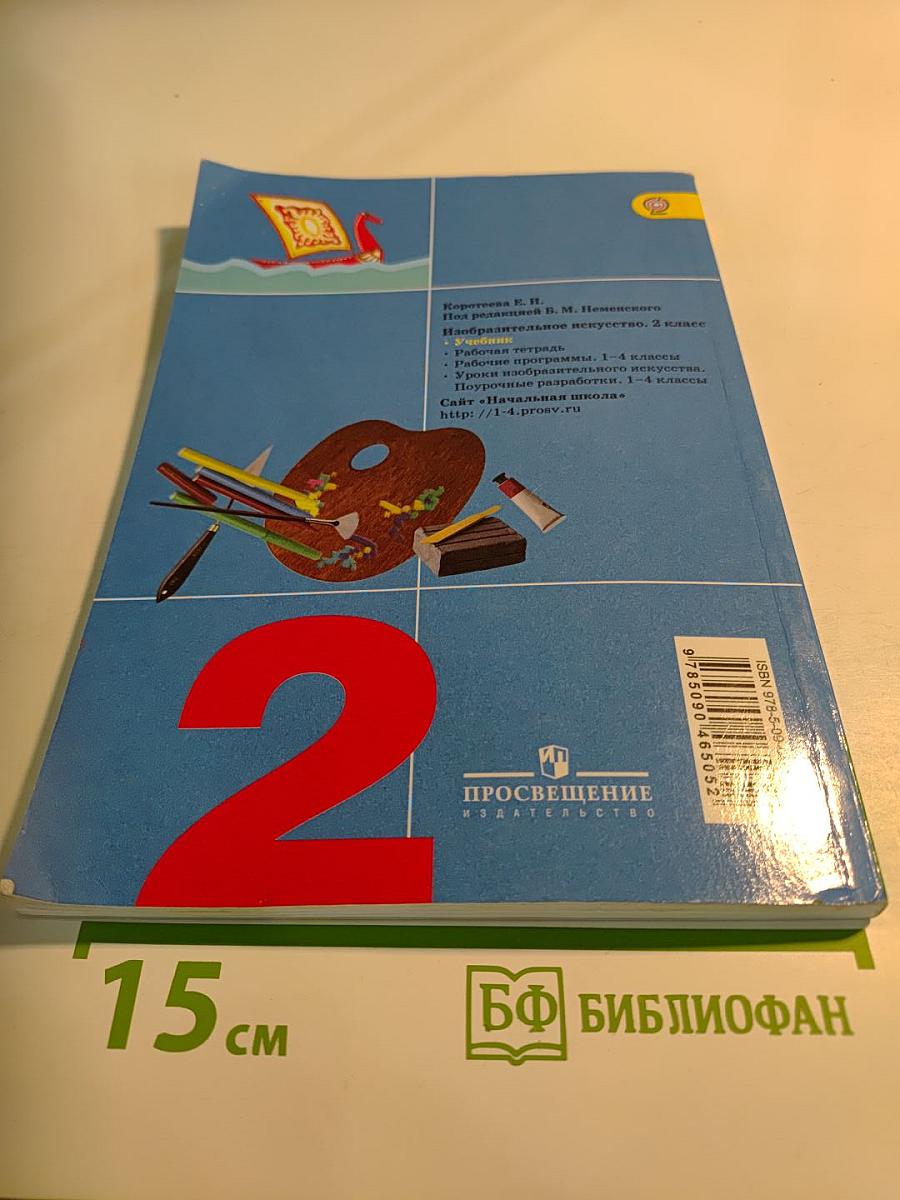 Коротеева Е. И.
Под редакцией Б. М. Неменского
Изобразительное искусство. 2 класс
• Учебник
• Рабочая тетрадь
• Рабочие программы. 1–4 классы
• Уроки изобразительного искусства.
Поурочные разработки. 1–4 классы
Сайт «Начальная школа»
http: //1-4.prosv.ru
2
ISBN 978-5-09
9 785090 465052
ПРОСВЕЩЕНИЕ
ИЗДАТЕЛЬСТВО
15 см
БФ БИБЛИОФАН